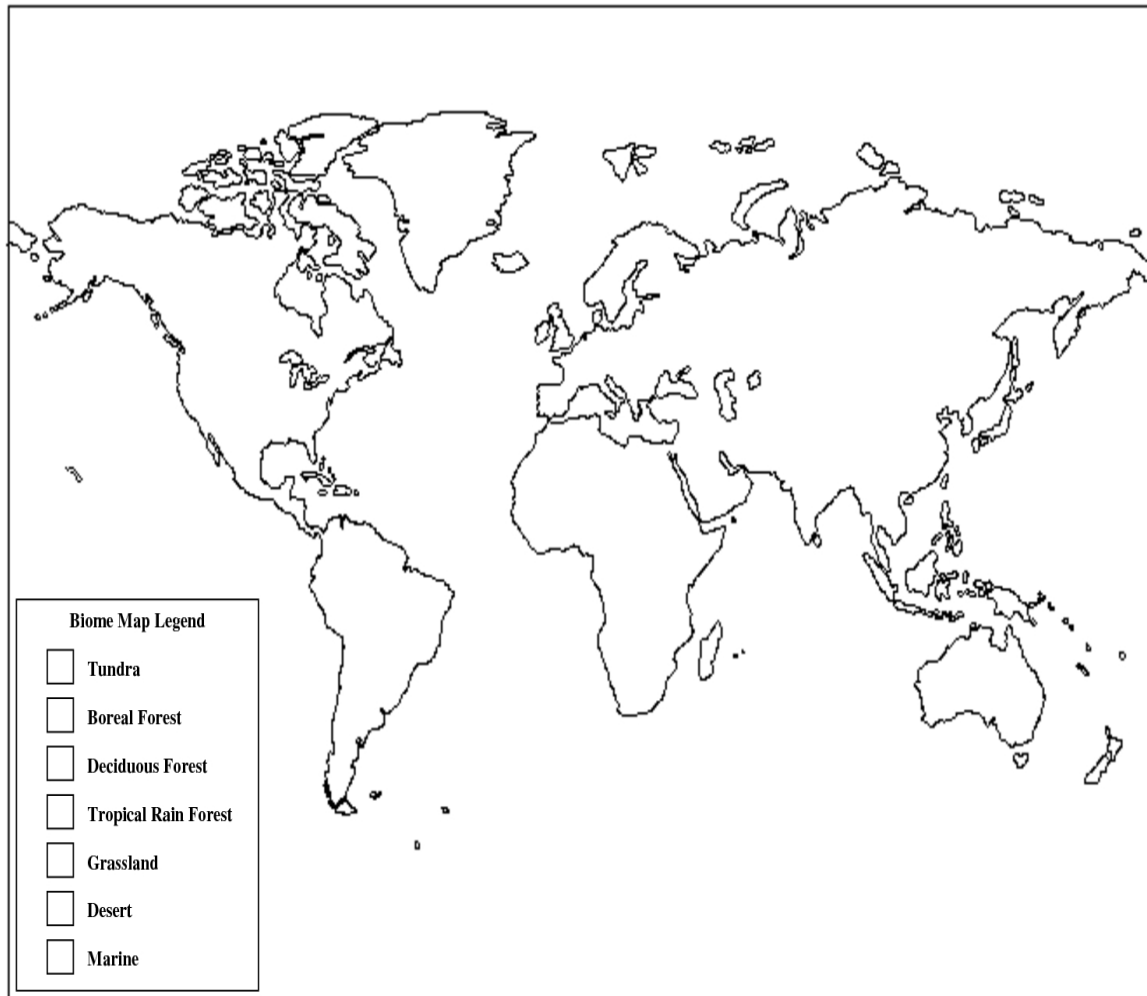 Biome Map Legend
Tundra
Boreal Forest
Deciduous Forest
Tropical Rain Forest
Grassland
Desert
Marine